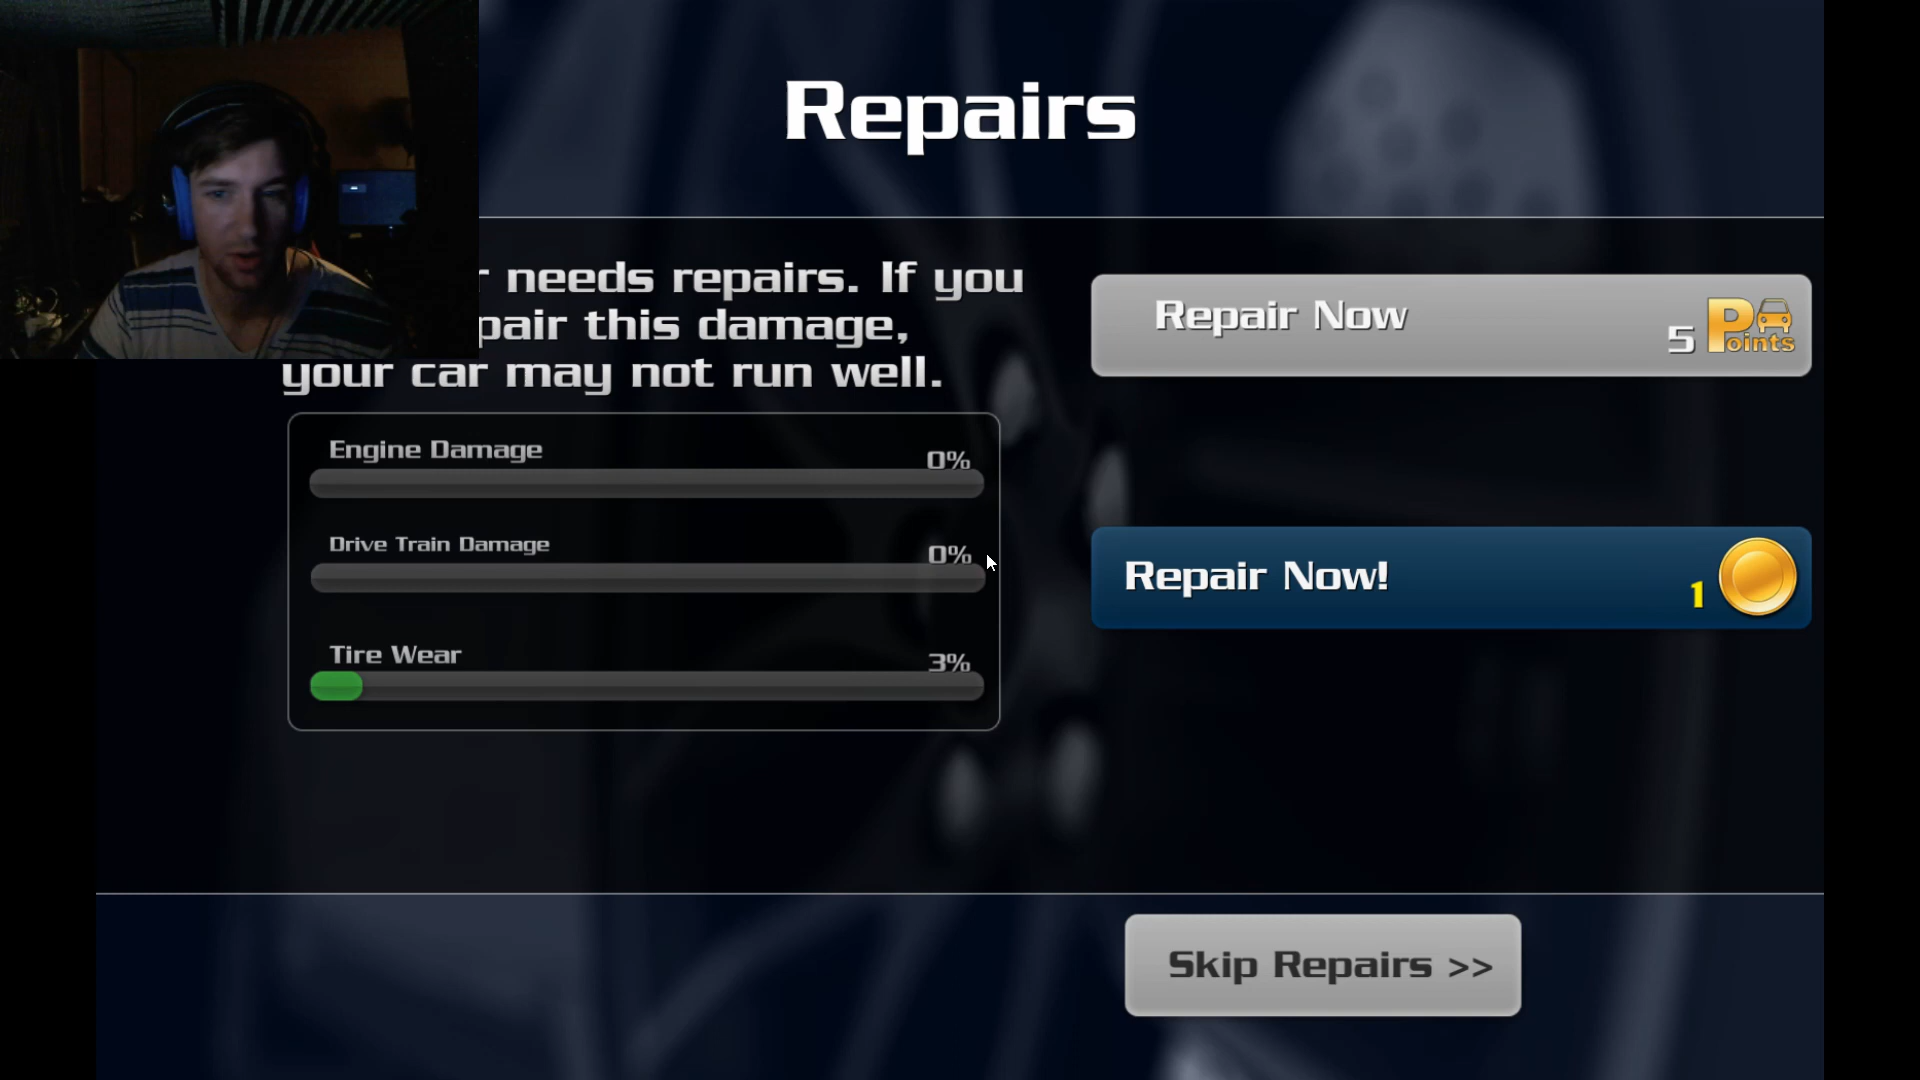 Repairs
needs repairs. If you
pair this damage,
your car may not run well.
Engine Damage
0%
Drive Train Damage
0%
Tire Wear
3%
Repair Now
5 Points
Repair Now!
1
Skip Repairs >>